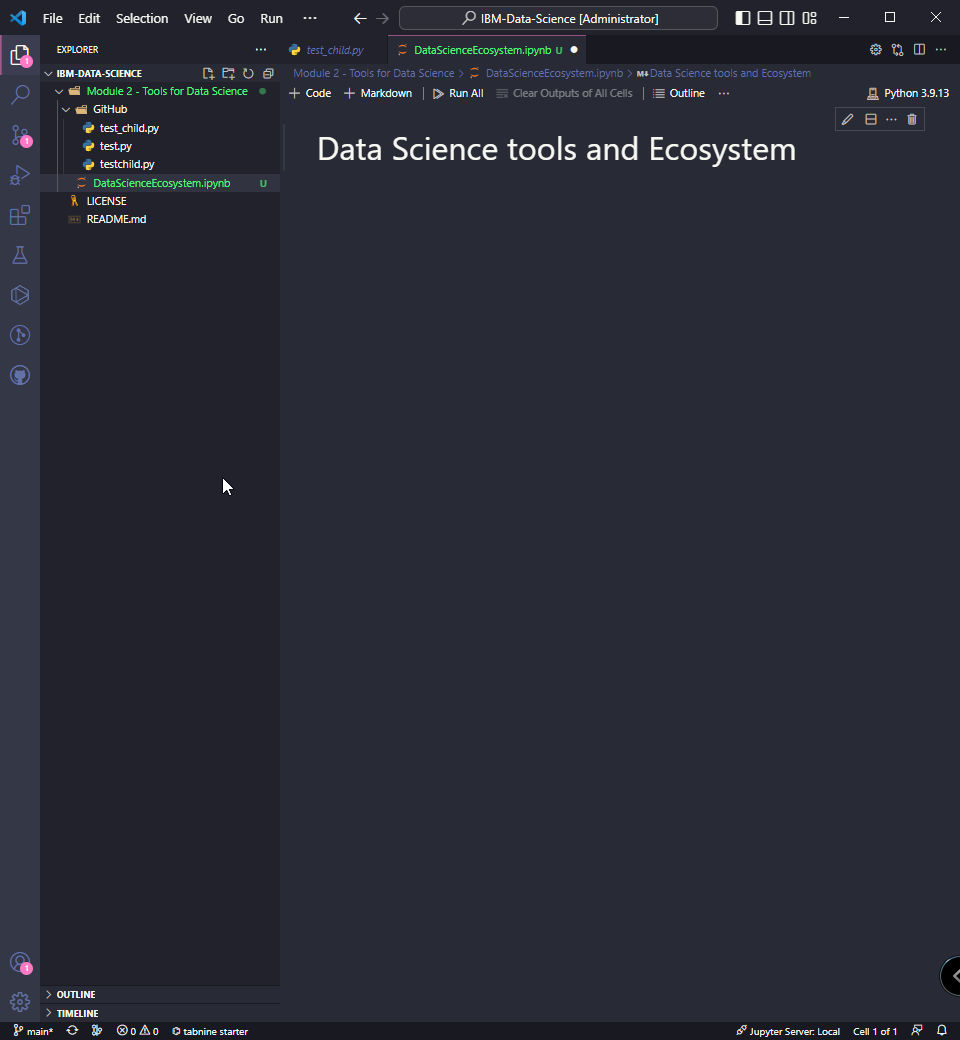 File Edit Selection View Go Run ··· IBM-Data-Science [Administrator]
EXPLORER ···
test_child.py
DataScienceEcosystem.ipynb U
IBM-DATA-SCIENCE
Module 2 - Tools for Data Science > DataScienceEcosystem.ipynb > M↓ Data Science tools and Ecosystem
Module 2 - Tools for Data Science
+ Code + Markdown Run All Clear Outputs of All Cells Outline ··· Python 3.9.13
GitHub
test_child.py
test.py
testchild.py
DataScienceEcosystem.ipynb U
LICENSE
README.md
Data Science tools and Ecosystem
1
1
1
OUTLINE
TIMELINE
main* 0 0 tabnine starter Jupyter Server: Local Cell 1 of 1